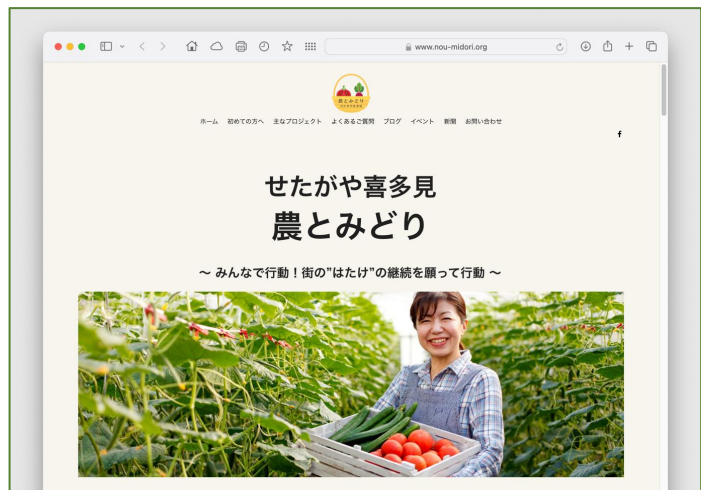 www.nou-midori.org
農とみどり
ホーム 初めての方へ 主なプロジェクト よくあるご質問 ブログ イベント 新聞 お問い合わせ
f
せたがや喜多見
農とみどり
〜 みんなで行動！街の"はたけ"の継続を願って行動 〜